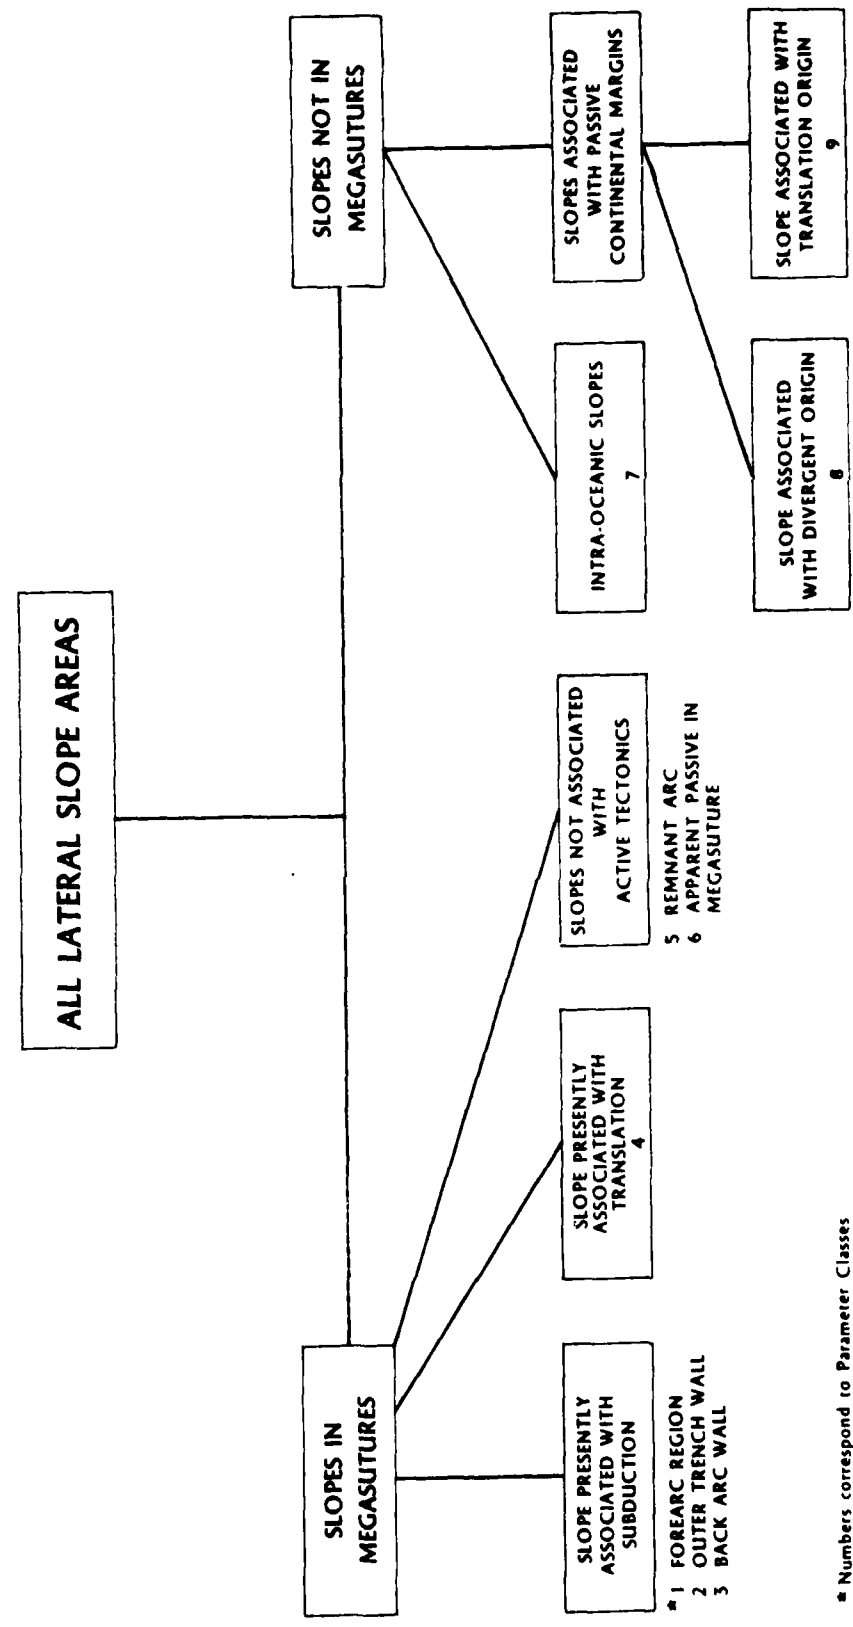 ALL LATERAL SLOPE AREAS
SLOPES IN
MEGASUTURES
SLOPES NOT IN
MEGASUTURES
SLOPE PRESENTLY
ASSOCIATED WITH
SUBDUCTION
* 1 FOREARC REGION
2 OUTER TRENCH WALL
3 BACK ARC WALL
SLOPE PRESENTLY
ASSOCIATED WITH
TRANSLATION
4
SLOPES NOT ASSOCIATED
WITH
ACTIVE TECTONICS
5 REMNANT ARC
6 APPARENT PASSIVE IN
MEGASUTURE
INTRA-OCEANIC SLOPES
7
SLOPES ASSOCIATED
WITH PASSIVE
CONTINENTAL MARGINS
SLOPE ASSOCIATED
WITH DIVERGENT ORIGIN
8
SLOPE ASSOCIATED WITH
TRANSLATION ORIGIN
9
* Numbers correspond to Parameter Classes